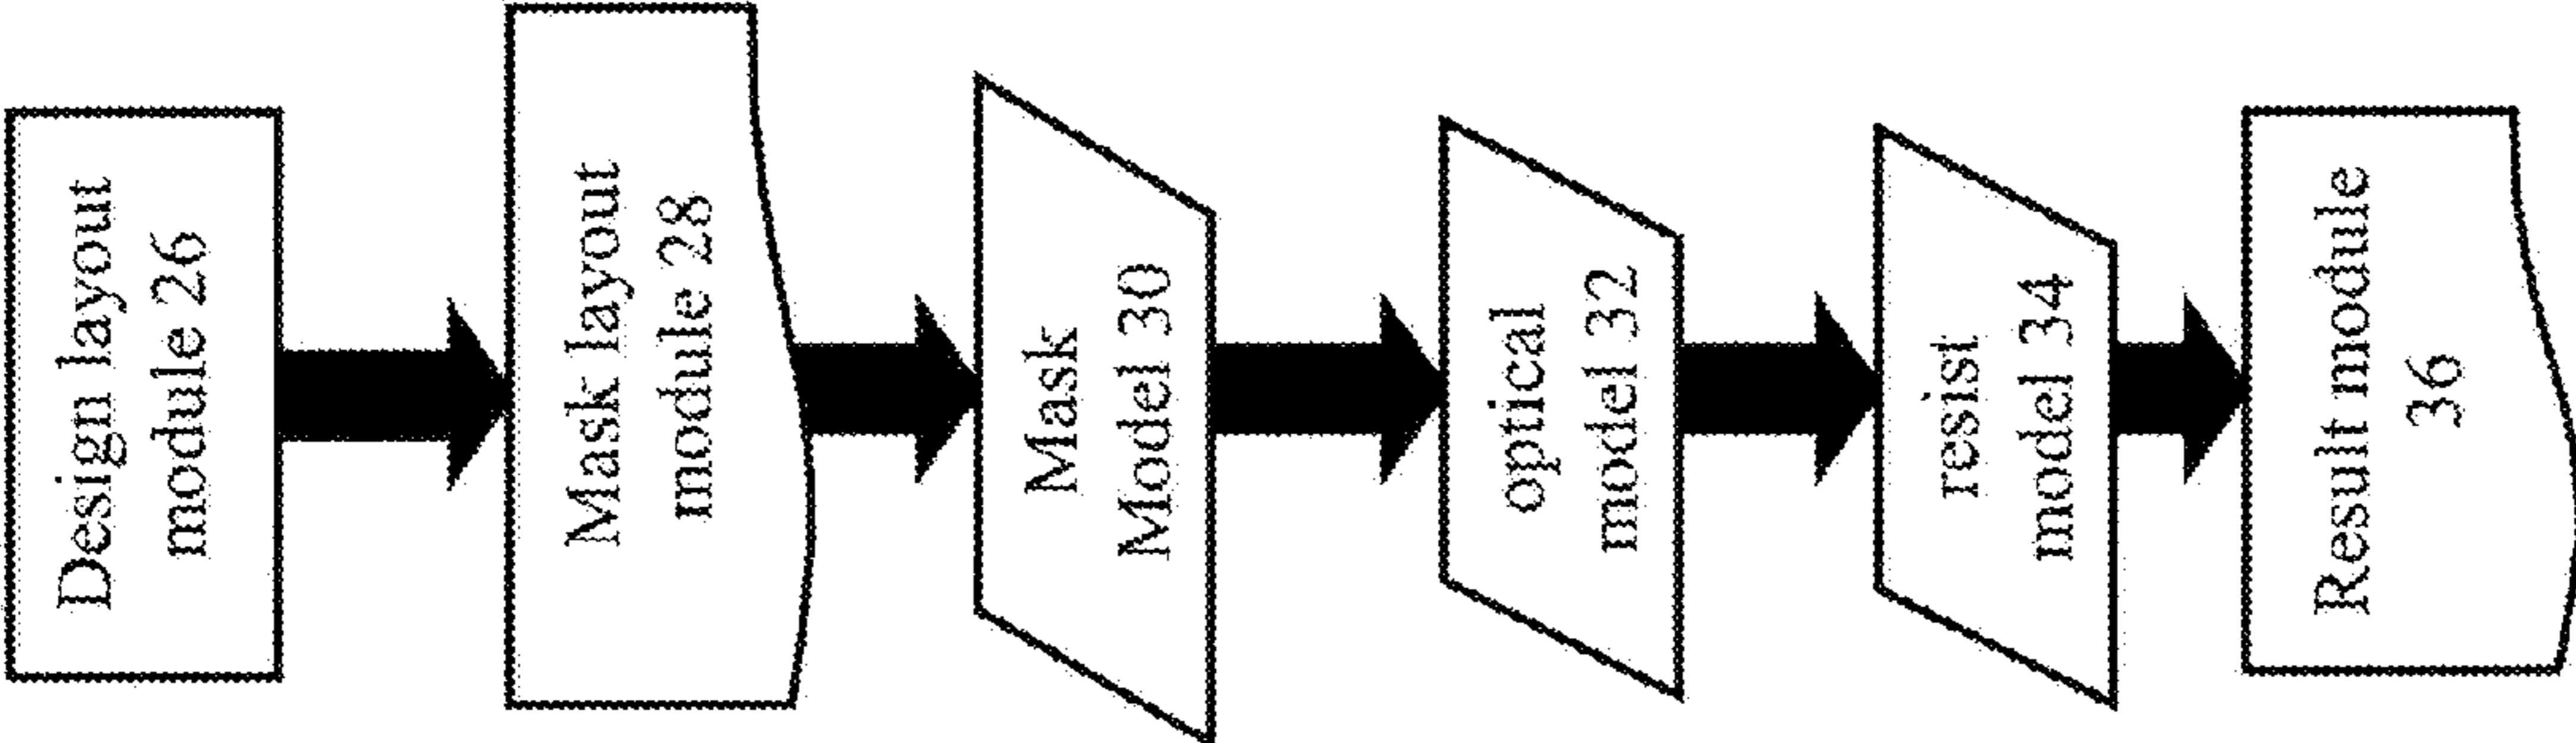 Design layout
module 26
Mask layout
module 28
Mask
Model 30
optical
model 32
resist
model 34
Result module
36